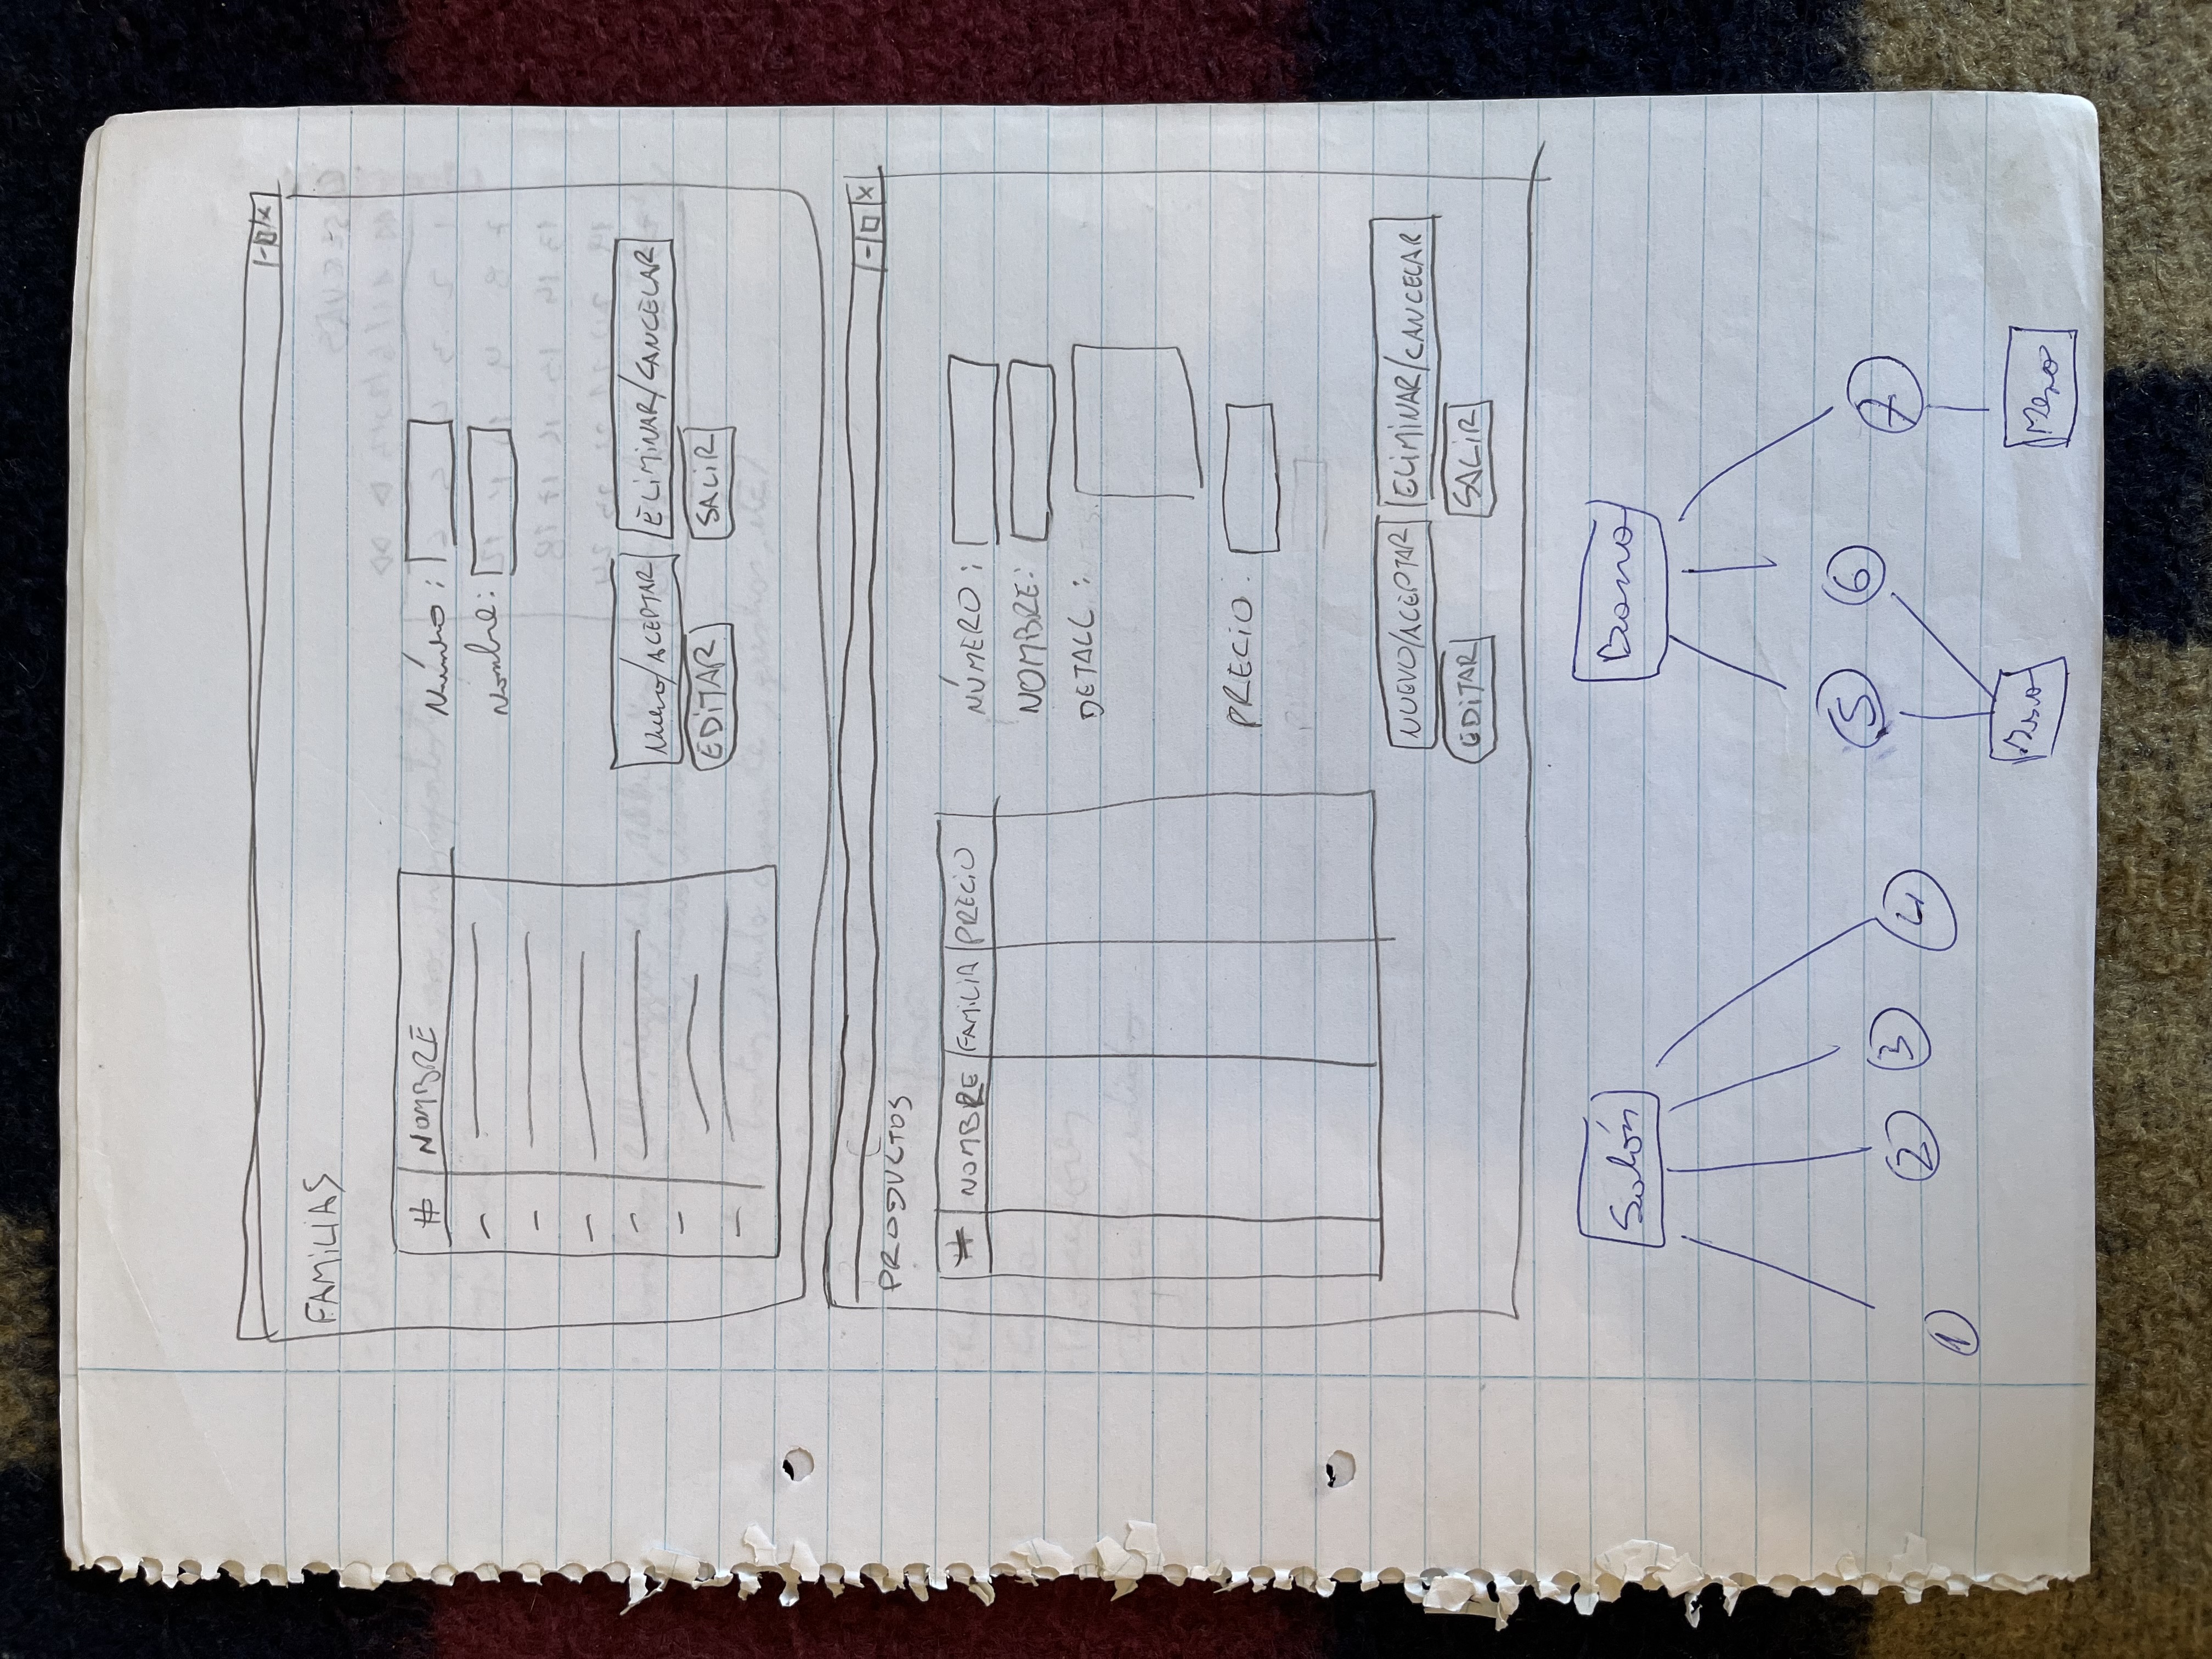 - □ x
FAMILIAS
# NOMBRE
Número:
Nombre:
Nuevo/ACEPTAR ELIMINAR/CANCELAR
EDITAR SALIR
- □ x
PRODUCTOS
# NOMBRE FAMILIA PRECIO
NÚMERO:
NOMBRE:
DETALL:
PRECIO:
NUEVO/ACEPTAR ELIMINAR/CANCELAR
EDITAR SALIR
Salón Barra
5 6 7
1 2 3 4
Mesa Mesa